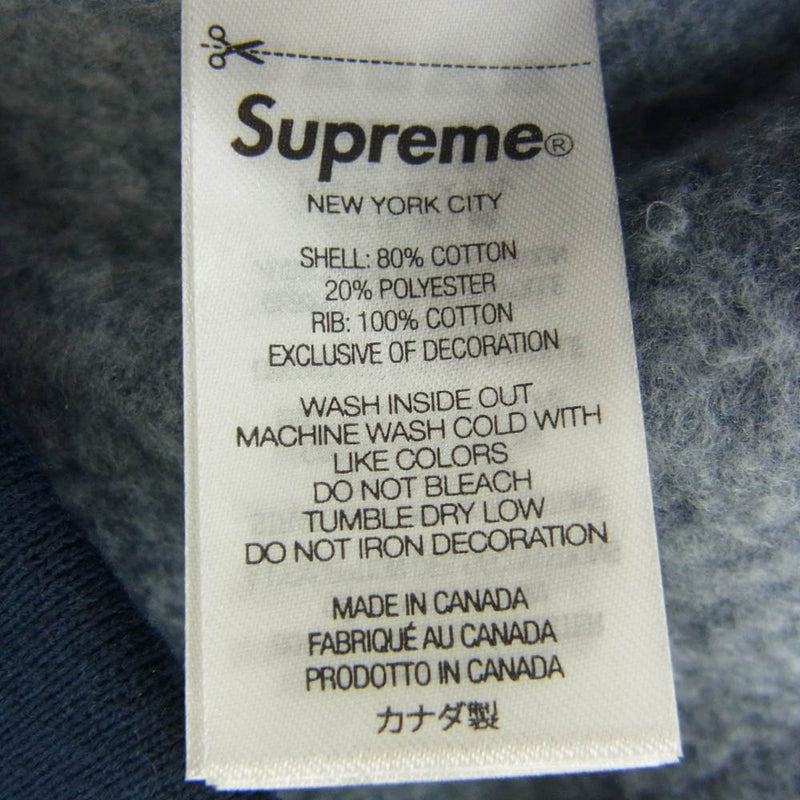 Supreme®
NEW YORK CITY
SHELL: 80% COTTON
20% POLYESTER
RIB: 100% COTTON
EXCLUSIVE OF DECORATION
WASH INSIDE OUT
MACHINE WASH COLD WITH
LIKE COLORS
DO NOT BLEACH
TUMBLE DRY LOW
DO NOT IRON DECORATION
MADE IN CANADA
FABRIQUÉ AU CANADA
PRODOTTO IN CANADA
カナダ製